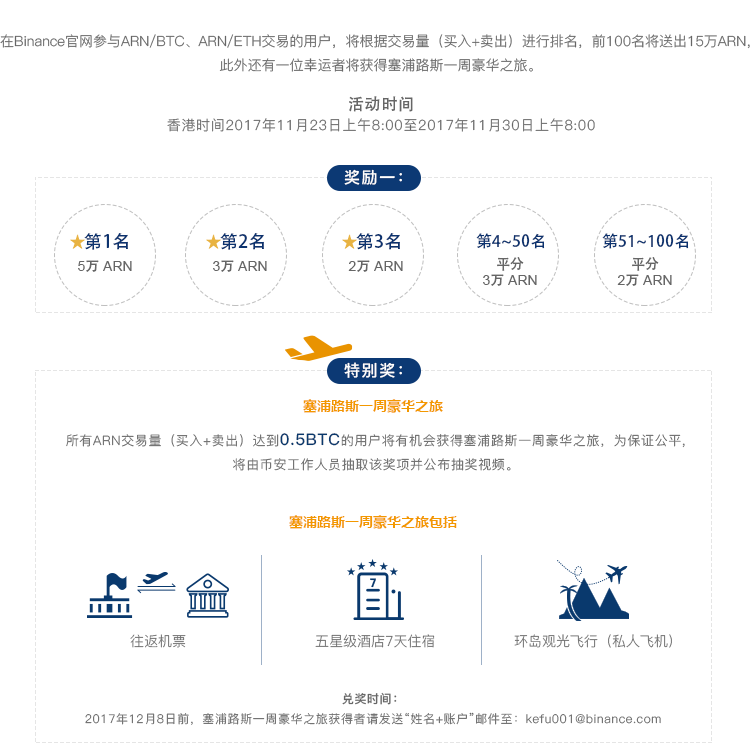 在Binance官网参与ARN/BTC、ARN/ETH交易的用户，将根据交易量（买入+卖出）进行排名，前100名将送出15万ARN，
此外还有一位幸运者将获得塞浦路斯一周豪华之旅。
活动时间
香港时间2017年11月23日上午8:00至2017年11月30日上午8:00
奖励一：
第1名
5万 ARN
第2名
3万 ARN
第3名
2万 ARN
第4~50名
平分
3万 ARN
第51~100名
平分
2万 ARN
特别奖：
塞浦路斯一周豪华之旅
所有ARN交易量（买入+卖出）达到0.5BTC的用户将有机会获得塞浦路斯一周豪华之旅，为保证公平，
将由币安工作人员抽取该奖项并公布抽奖视频。
塞浦路斯一周豪华之旅包括
7
往返机票
五星级酒店7天住宿
环岛观光飞行（私人飞机）
兑奖时间：
2017年12月8日前，塞浦路斯一周豪华之旅获得者请发送“姓名+账户”邮件至：kefu001@binance.com